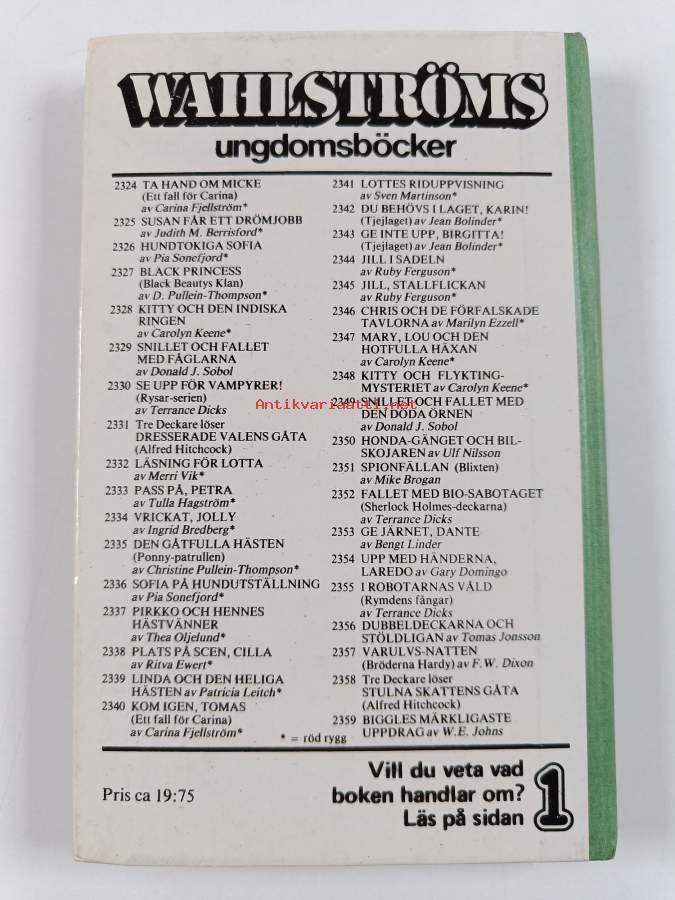 WAHLSTRÖMS
ungdomsböcker
2324 TA HAND OM MICKE
(Ett fall för Carina)
av Carina Fjellström*
2325 SUSAN FÅR ETT DRÖMJOBB
av Judith M. Berrisford*
2326 HUNDTOKIGA SOFIA
av Pia Sonefjord*
2327 BLACK PRINCESS
(Black Beautys Klan)
av D. Pullein-Thompson*
2328 KITTY OCH DEN INDISKA
RINGEN
av Carolyn Keene*
2329 SNILLET OCH FALLET
MED FÅGLARNA
av Donald J. Sobol
2330 SE UPP FÖR VAMPYRER!
(Rysar-serien)
av Terrance Dicks
2331 Tre Deckare löser
DRESSERADE VALENS GÅTA
(Alfred Hitchcock)
2332 LÄSNING FÖR LOTTA
av Merri Vik*
2333 PASS PÅ, PETRA
av Tulla Hagström*
2334 VRICKAT, JOLLY
av Ingrid Bredberg*
2335 DEN GÅTFULLA HÄSTEN
(Ponny-patrullen)
av Christine Pullein-Thompson*
2336 SOFIA PÅ HUNDUTSTÄLLNING
av Pia Sonefjord*
2337 PIRKKO OCH HENNES
HÄSTVÄNNER
av Thea Oljelund*
2338 PLATS PÅ SCEN, CILLA
av Ritva Ewert*
2339 LINDA OCH DEN HELIGA
HÄSTEN av Patricia Leitch*
2340 KOM IGEN, TOMAS
(Ett fall för Carina)
av Carina Fjellström*
2341 LOTTES RIDUPPVISNING
av Sven Martinson*
2342 DU BEHÖVS I LAGET, KARIN!
(Tjejlaget) av Jean Bolinder*
2343 GE INTE UPP, BIRGITTA!
(Tjejlaget) av Jean Bolinder*
2344 JILL I SADELN
av Ruby Ferguson*
2345 JILL, STALLFLICKAN
av Ruby Ferguson*
2346 CHRIS OCH DE FÖRFALSKADE
TAVLORNA av Marilyn Ezzell*
2347 MARY, LOU OCH DEN
HOTFULLA HÄXAN
av Carolyn Keene*
2348 KITTY OCH FLYKTING-
MYSTERIET av Carolyn Keene*
2349 SNILLET OCH FALLET MED
DEN DÖDA ÖRNEN
av Donald J. Sobol
2350 HONDA-GÄNGET OCH BIL-
SKOJAREN av Ulf Nilsson
2351 SPIONFÄLLAN (Blixten)
av Mike Brogan
2352 FALLET MED BIO-SABOTAGET
(Sherlock Holmes-deckarna)
av Terrance Dicks
2353 GE JÄRNET, DANTE
av Bengt Linder
2354 UPP MED HÄNDERNA,
LAREDO av Gary Domingo
2355 I ROBOTARNAS VÅLD
(Rymdens fångar)
av Terrance Dicks
2356 DUBBELDECKARNA OCH
STÖLDLIGAN av Tomas Jonsson
2357 VARULVS-NATTEN
(Bröderna Hardy) av F.W. Dixon
2358 Tre Deckare löser
STULNA SKATTENS GÅTA
(Alfred Hitchcock)
2359 BIGGLES MÄRKLIGASTE
UPPDRAG av W.E. Johns
* = röd rygg
Antikvariaatti.net
Pris ca 19:75
Vill du veta vad
boken handlar om?
Läs på sidan 1